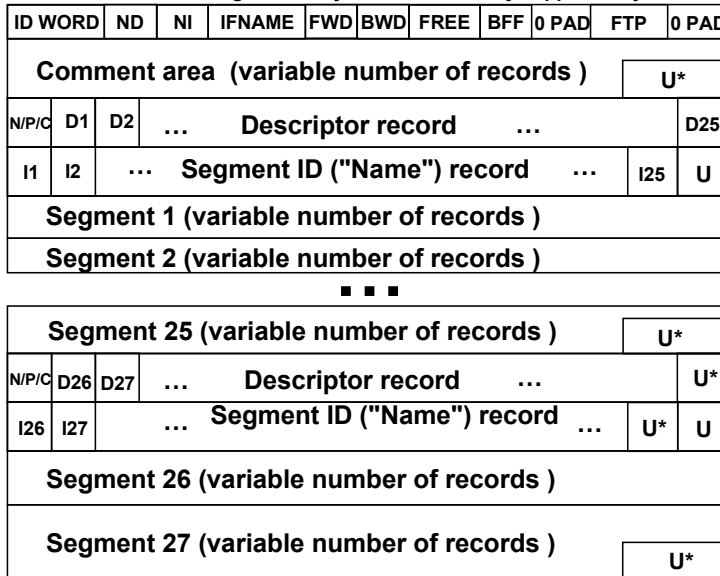 ID WORD ND NI IFNAME FWD BWD FREE BFF 0 PAD FTP 0 PAD
Comment area (variable number of records ) U*
N/P/C D1 D2 ... Descriptor record ... D25
I1 I2 ... Segment ID ("Name") record ... I25 U
Segment 1 (variable number of records )
Segment 2 (variable number of records )
...
Segment 25 (variable number of records ) U*
N/P/C D26 D27 ... Descriptor record ... U*
I26 I27 ... Segment ID ("Name") record ... U* U
Segment 26 (variable number of records )
Segment 27 (variable number of records ) U*